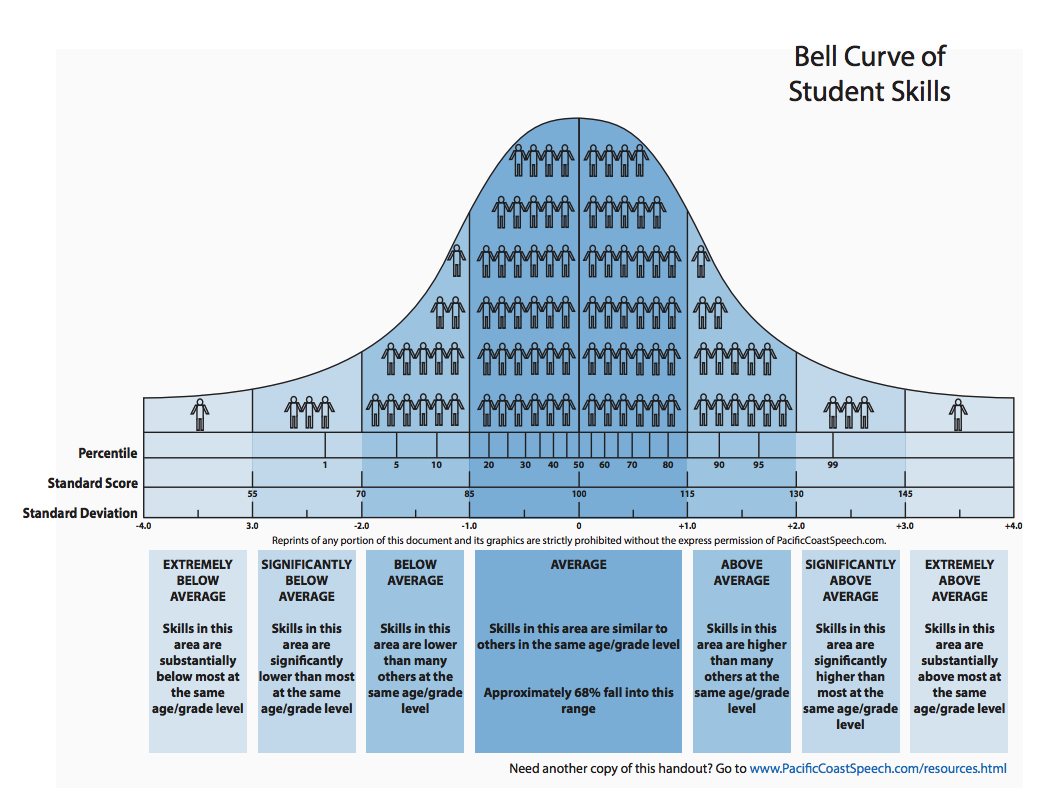 Bell Curve of
Student Skills
Percentile
1 5 10 20 30 40 50 60 70 80 90 95 99
Standard Score
55 70 85 100 115 130 145
Standard Deviation
-4.0 3.0 -2.0 -1.0 0 +1.0 +2.0 +3.0 +4.0
Reprints of any portion of this document and its graphics are strictly prohibited without the express permission of PacificCoastSpeech.com.
EXTREMELY
BELOW
AVERAGE
Skills in this
area are
substantially
below most at
the same
age/grade level
SIGNIFICANTLY
BELOW
AVERAGE
Skills in this
area are
significantly
lower than most
at the same
age/grade level
BELOW
AVERAGE
Skills in this
area are lower
than many
others at the
same age/grade
level
AVERAGE
Skills in this area are similar to
others in the same age/grade level
Approximately 68% fall into this
range
ABOVE
AVERAGE
Skills in this
area are higher
than many
others at the
same age/grade
level
SIGNIFICANTLY
ABOVE
AVERAGE
Skills in this
area are
significantly
higher than
most at the
same age/grade
level
EXTREMELY
ABOVE
AVERAGE
Skills in this
area are
substantially
above most at
the same
age/grade level
Need another copy of this handout? Go to www.PacificCoastSpeech.com/resources.html